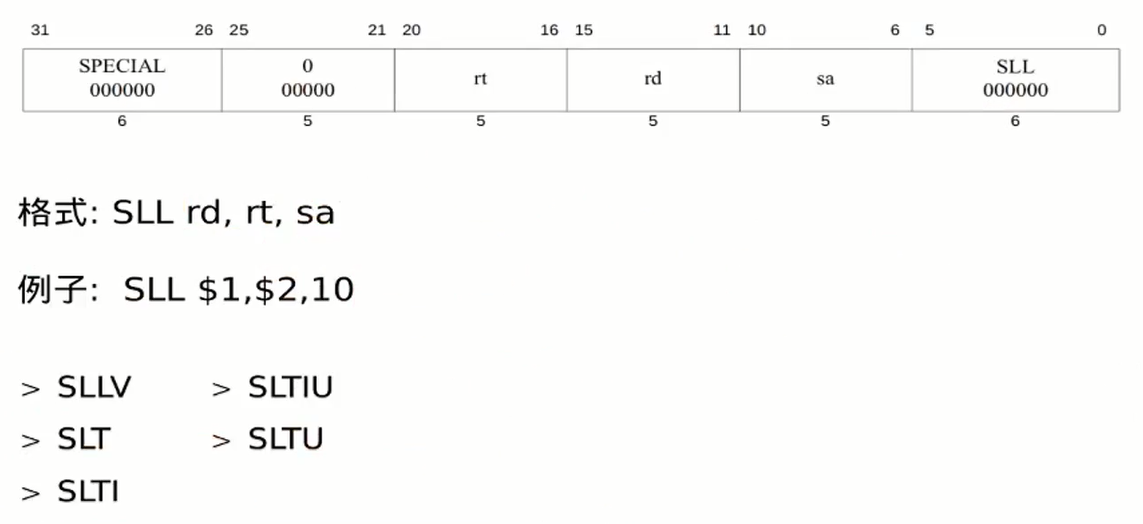 31 26 25 21 20 16 15 11 10 6 5 0
SPECIAL 0 rt rd sa SLL
000000 00000 000000
6 5 5 5 5 6
格式: SLL rd, rt, sa
例子: SLL $1,$2,10
> SLLV > SLTIU
> SLT > SLTU
> SLTI